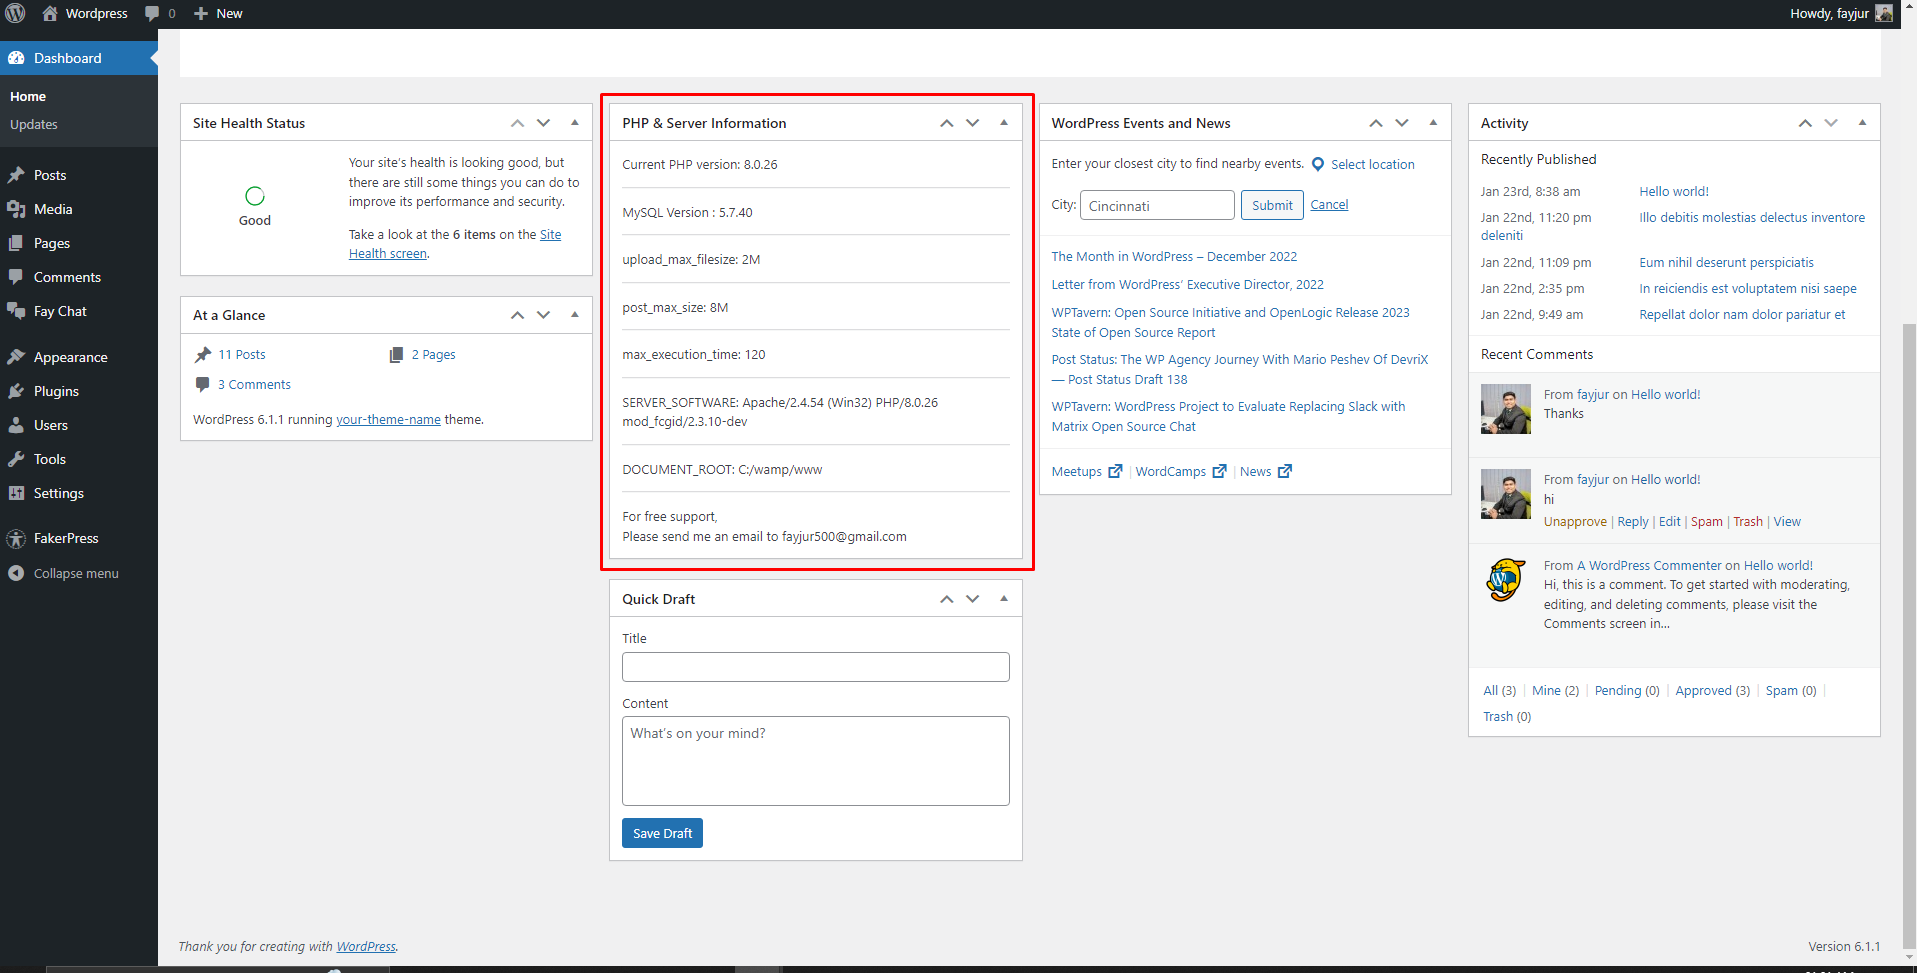 Wordpress
0
New
Howdy, fayjur
Dashboard
Home
Updates
Posts
Media
Pages
Comments
Fay Chat
Appearance
Plugins
Users
Tools
Settings
FakerPress
Collapse menu
Site Health Status
Good
Your site's health is looking good, but
there are still some things you can do to
improve its performance and security.
Take a look at the 6 items on the Site
Health screen.
At a Glance
11 Posts
2 Pages
3 Comments
WordPress 6.1.1 running your-theme-name theme.
PHP & Server Information
Current PHP version: 8.0.26
MySQL Version : 5.7.40
upload_max_filesize: 2M
post_max_size: 8M
max_execution_time: 120
SERVER_SOFTWARE: Apache/2.4.54 (Win32) PHP/8.0.26
mod_fcgid/2.3.10-dev
DOCUMENT_ROOT: C:/wamp/www
For free support,
Please send me an email to fayjur500@gmail.com
Quick Draft
Title
Content
What's on your mind?
Save Draft
WordPress Events and News
Enter your closest city to find nearby events. Select location
City: Cincinnati Submit Cancel
The Month in WordPress – December 2022
Letter from WordPress' Executive Director, 2022
WPTavern: Open Source Initiative and OpenLogic Release 2023
State of Open Source Report
Post Status: The WP Agency Journey With Mario Peshev Of DevriX
— Post Status Draft 138
WPTavern: WordPress Project to Evaluate Replacing Slack with
Matrix Open Source Chat
Meetups | WordCamps | News
Activity
Recently Published
Jan 23rd, 8:38 am Hello world!
Jan 22nd, 11:20 pm Illo debitis molestias delectus inventore
deleniti
Jan 22nd, 11:09 pm Eum nihil deserunt perspiciatis
Jan 22nd, 2:35 pm In reiciendis est voluptatem nisi saepe
Jan 22nd, 9:49 am Repellat dolor nam dolor pariatur et
Recent Comments
From fayjur on Hello world!
Thanks
From fayjur on Hello world!
hi
Unapprove | Reply | Edit | Spam | Trash | View
From A WordPress Commenter on Hello world!
Hi, this is a comment. To get started with moderating,
editing, and deleting comments, please visit the
Comments screen in...
All (3) | Mine (2) | Pending (0) | Approved (3) | Spam (0) |
Trash (0)
Thank you for creating with WordPress.
Version 6.1.1